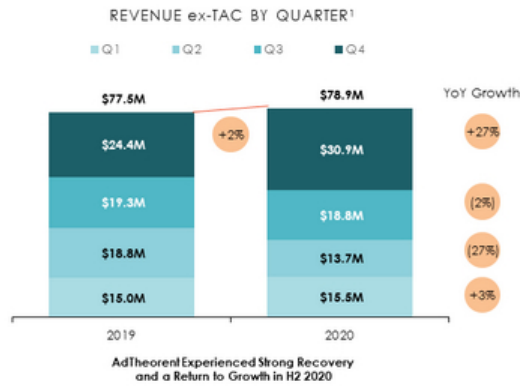 REVENUE ex-TAC BY QUARTER¹
Q1 Q2 Q3 Q4
$77.5M $78.9M YoY Growth
+2% +27%
$24.4M $30.9M
$19.3M $18.8M (2%)
$18.8M $13.7M (27%)
$15.0M $15.5M +3%
2019 2020
AdTheorent Experienced Strong Recovery
and a Return to Growth in H2 2020